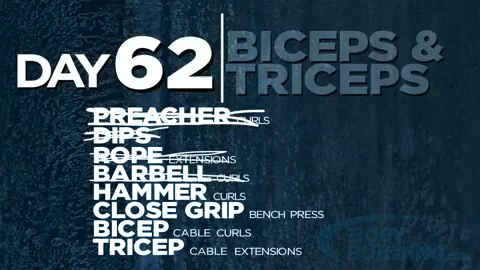 DAY 62
BICEPS &
TRICEPS
PREACHER CURLS
DIPS
ROPE EXTENSIONS
BARBELL CURLS
HAMMER CURLS
CLOSE GRIP BENCH PRESS
BICEP CABLE CURLS
TRICEP CABLE EXTENSIONS